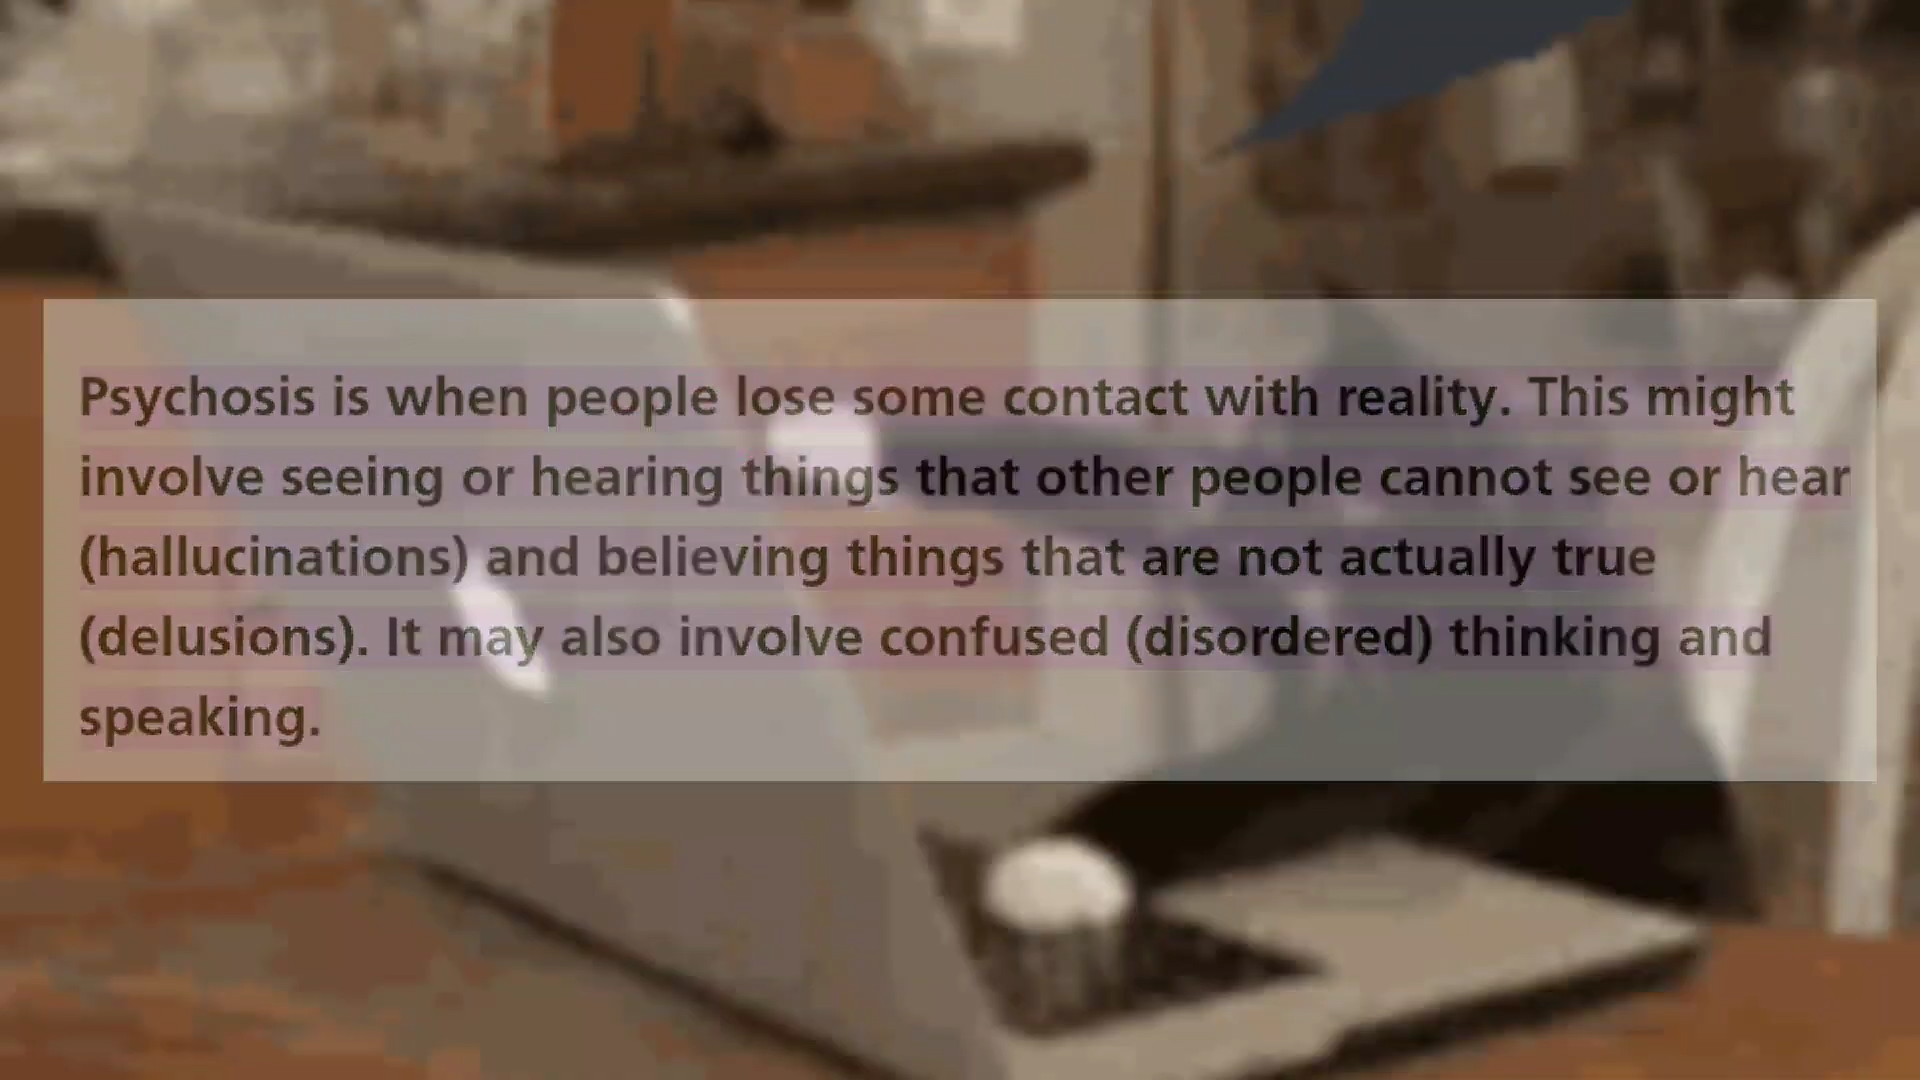 Psychosis is when people lose some contact with reality. This might
involve seeing or hearing things that other people cannot see or hear
(hallucinations) and believing things that are not actually true
(delusions). It may also involve confused (disordered) thinking and
speaking.